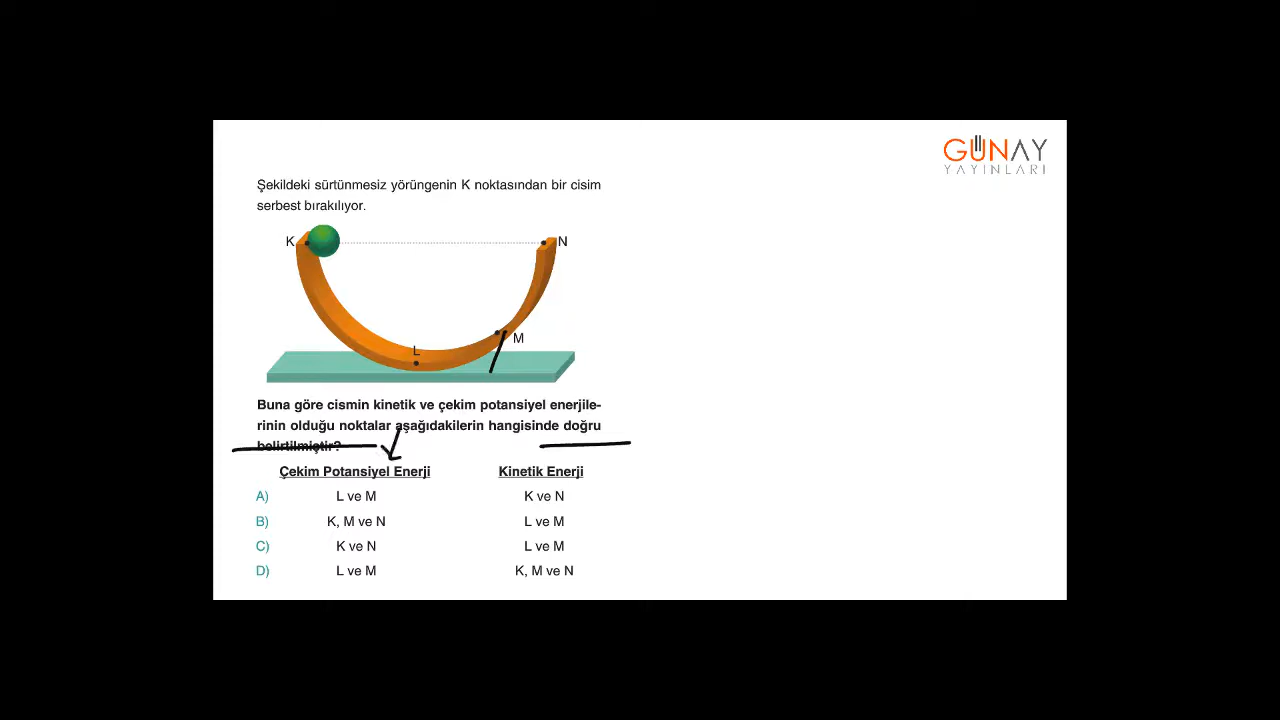 GÜNAY
YAYINLARI
Şekildeki sürtünmesiz yörüngenin K noktasından bir cisim
serbest bırakılıyor.
K
N
M
L
Buna göre cismin kinetik ve çekim potansiyel enerjile-
rinin olduğu noktalar aşağıdakilerin hangisinde doğru
belirtilmiştir?
Çekim Potansiyel Enerji Kinetik Enerji
A) L ve M K ve N
B) K, M ve N L ve M
C) K ve N L ve M
D) L ve M K, M ve N